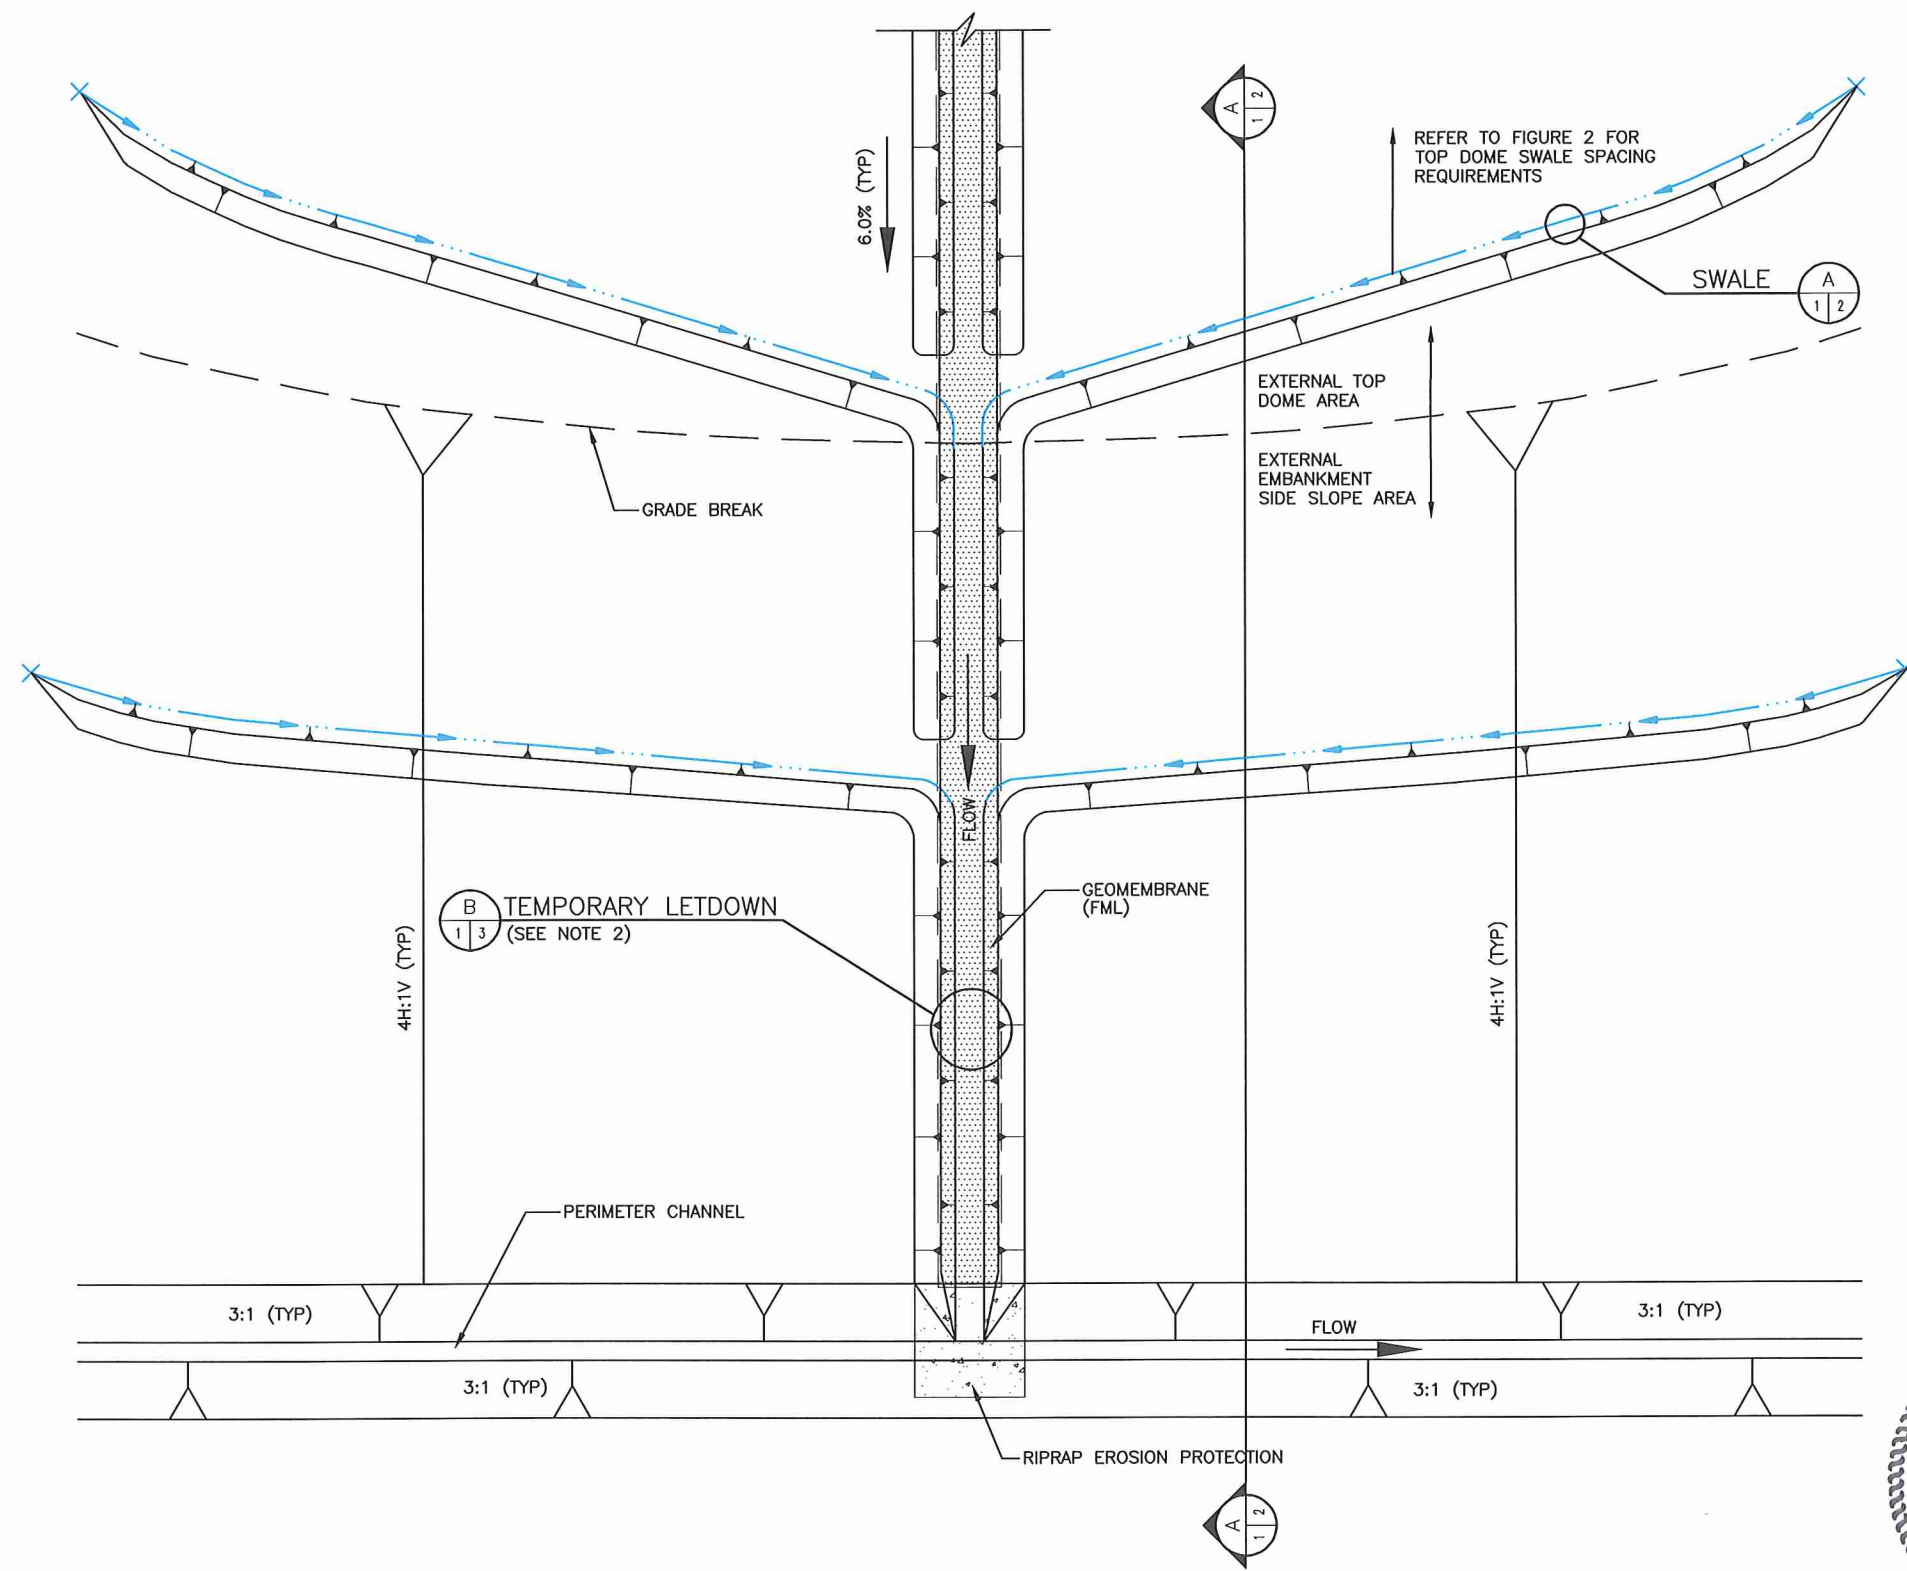 A
1 2
6.0% (TYP)
REFER TO FIGURE 2 FOR
TOP DOME SWALE SPACING
REQUIREMENTS
SWALE
A
1 2
EXTERNAL TOP
DOME AREA
EXTERNAL
EMBANKMENT
SIDE SLOPE AREA
GRADE BREAK
FLOW
GEOMEMBRANE
(FML)
B
1 3
TEMPORARY LETDOWN
(SEE NOTE 2)
4H:1V (TYP)
4H:1V (TYP)
PERIMETER CHANNEL
3:1 (TYP)
FLOW
3:1 (TYP)
3:1 (TYP)
3:1 (TYP)
RIPRAP EROSION PROTECTION
A
1 2